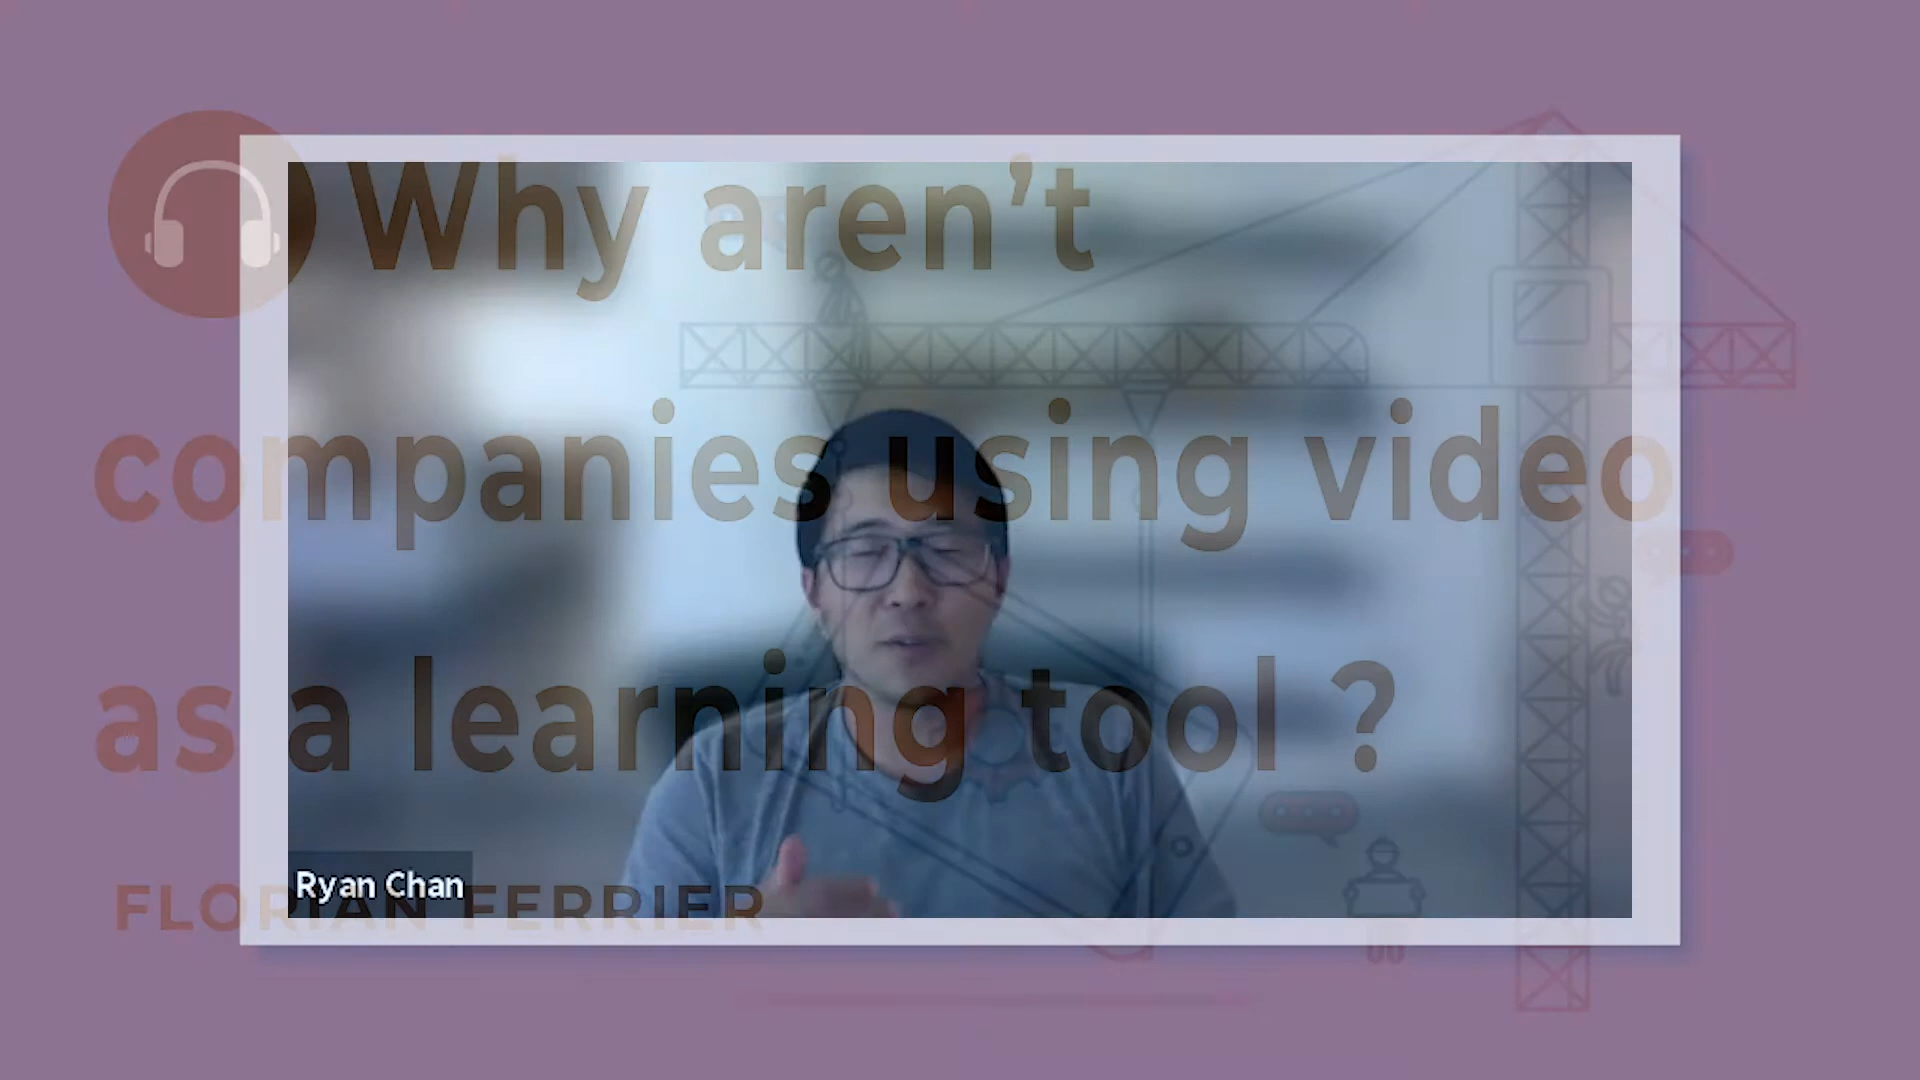 Why aren't
companies using video
as a learning tool ?
Ryan Chan
FLORIAN FERRIER